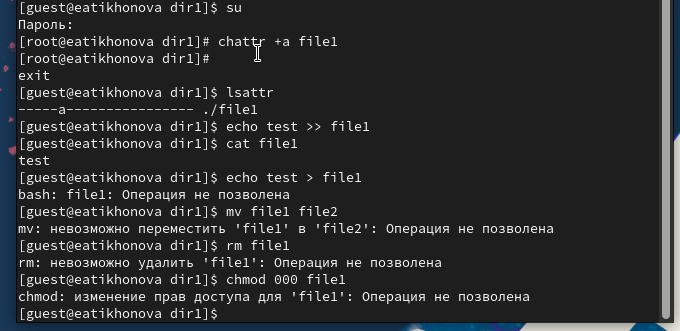 [guest@eatikhonova dir1]$ su
Пароль:
[root@eatikhonova dir1]# chattr +a file1
[root@eatikhonova dir1]#
exit
[guest@eatikhonova dir1]$ lsattr
-----a---------------- ./file1
[guest@eatikhonova dir1]$ echo test >> file1
[guest@eatikhonova dir1]$ cat file1
test
[guest@eatikhonova dir1]$ echo test > file1
bash: file1: Операция не позволена
[guest@eatikhonova dir1]$ mv file1 file2
mv: невозможно переместить 'file1' в 'file2': Операция не позволена
[guest@eatikhonova dir1]$ rm file1
rm: невозможно удалить 'file1': Операция не позволена
[guest@eatikhonova dir1]$ chmod 000 file1
chmod: изменение прав доступа для 'file1': Операция не позволена
[guest@eatikhonova dir1]$